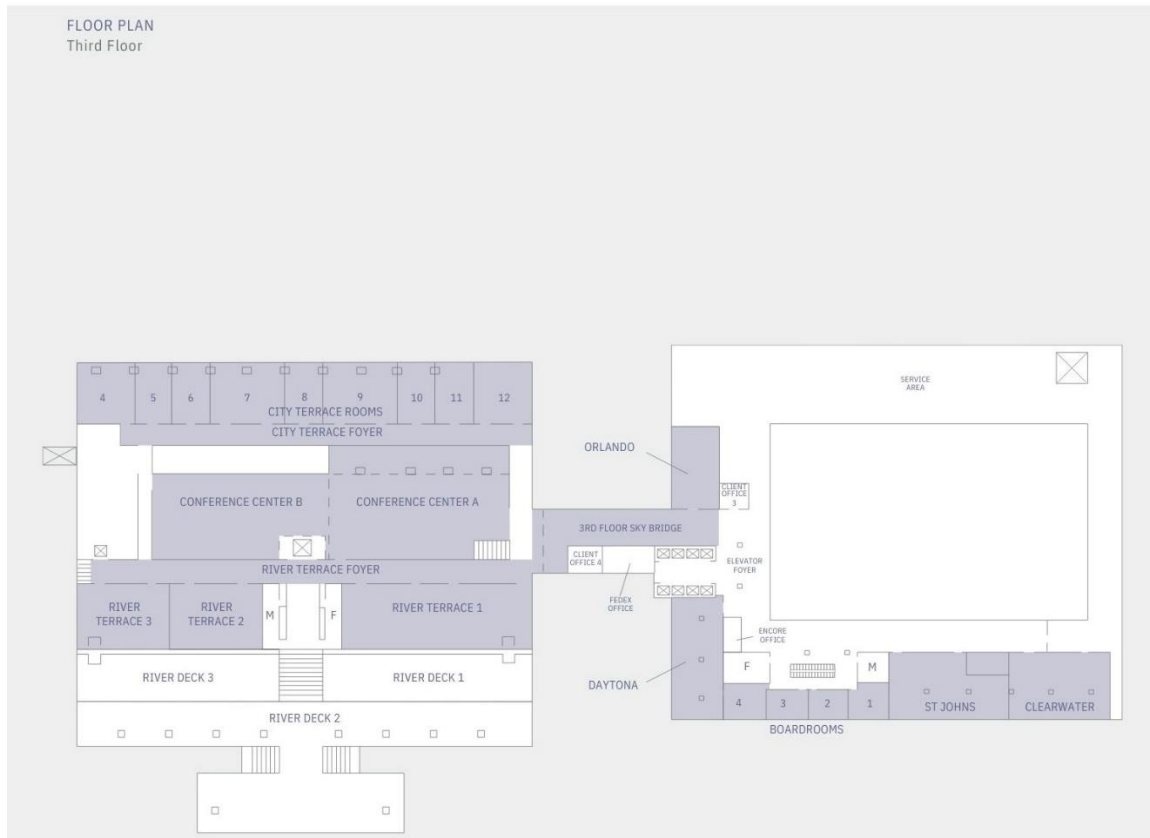 FLOOR PLAN
Third Floor
SERVICE
AREA
4
5
6
7
8
9
10
11
12
CITY TERRACE ROOMS
CITY TERRACE FOYER
ORLANDO
CLIENT
OFFICE
3
CONFERENCE CENTER B
CONFERENCE CENTER A
3RD FLOOR SKY BRIDGE
CLIENT
OFFICE 4
ELEVATOR
FOYER
RIVER TERRACE FOYER
FEDEX
OFFICE
RIVER
TERRACE 3
RIVER
TERRACE 2
M
F
RIVER TERRACE 1
ENCORE
OFFICE
F
M
RIVER DECK 3
RIVER DECK 1
DAYTONA
4
3
2
1
ST JOHNS
CLEARWATER
RIVER DECK 2
BOARDROOMS